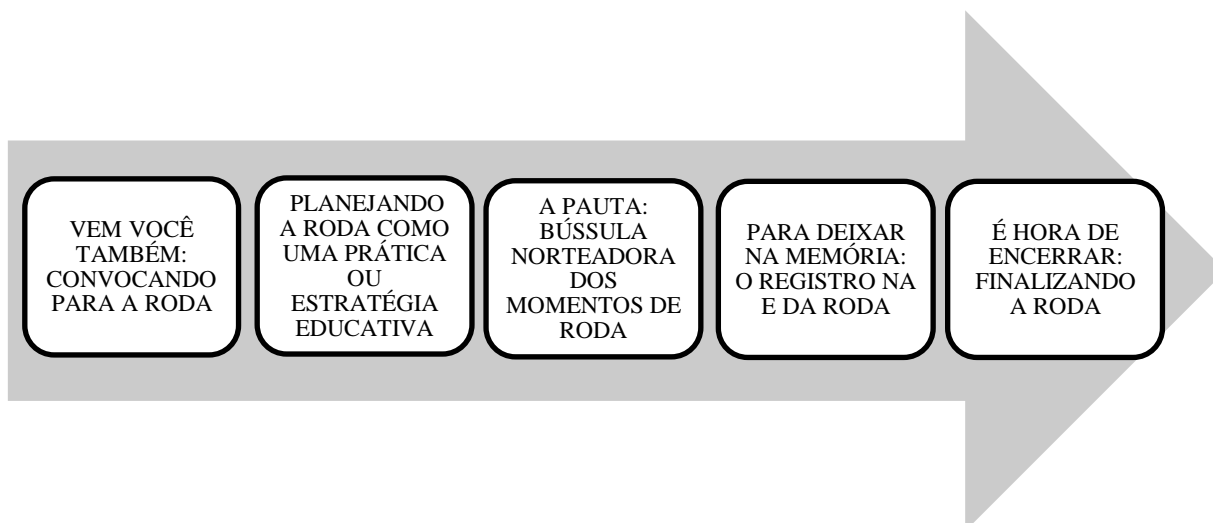 VEM VOCÊ
TAMBÉM:
CONVOCANDO
PARA A RODA
PLANEJANDO
A RODA COMO
UMA PRÁTICA
OU
ESTRATÉGIA
EDUCATIVA
A PAUTA:
BÚSSULA
NORTEADORA
DOS
MOMENTOS DE
RODA
PARA DEIXAR
NA MEMÓRIA:
O REGISTRO NA
E DA RODA
É HORA DE
ENCERRAR:
FINALIZANDO
A RODA